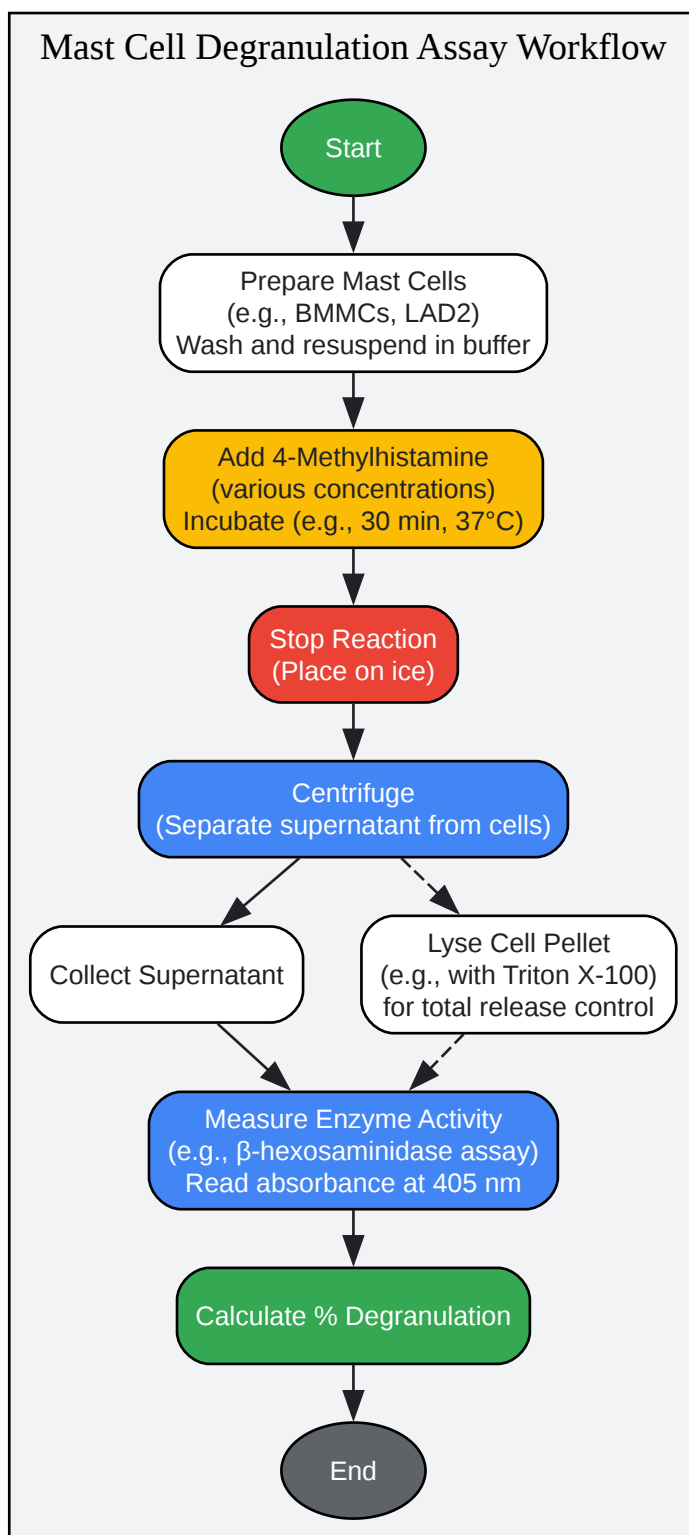 Mast Cell Degranulation Assay Workflow
Start
Prepare Mast Cells
(e.g., BMMCs, LAD2)
Wash and resuspend in buffer
Add 4-Methylhistamine
(various concentrations)
Incubate (e.g., 30 min, 37°C)
Stop Reaction
(Place on ice)
Centrifuge
(Separate supernatant from cells)
Collect Supernatant
Lyse Cell Pellet
(e.g., with Triton X-100)
for total release control
Measure Enzyme Activity
(e.g., β-hexosaminidase assay)
Read absorbance at 405 nm
Calculate % Degranulation
End